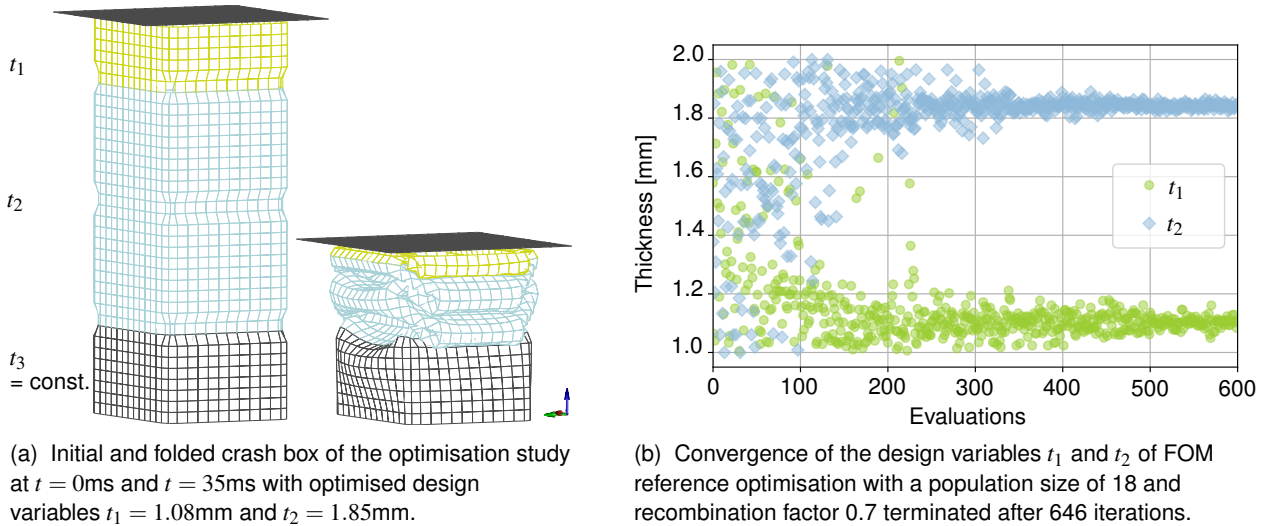 t₁
t₂
t₃
= const.
2.0
1.8
1.6
1.4
1.2
1.0
Thickness [mm]
t₁
t₂
0 100 200 300 400 500 600
Evaluations
(a) Initial and folded crash box of the optimisation study
at t = 0ms and t = 35ms with optimised design
variables t₁ = 1.08mm and t₂ = 1.85mm.
(b) Convergence of the design variables t₁ and t₂ of FOM
reference optimisation with a population size of 18 and
recombination factor 0.7 terminated after 646 iterations.